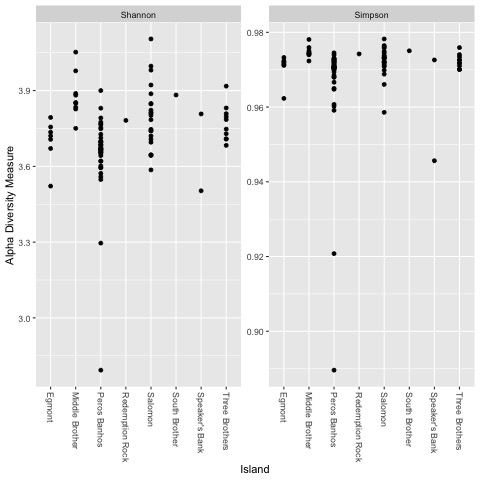 Shannon
Simpson
Alpha Diversity Measure
3.9
3.6
3.3
3.0
0.98
0.96
0.94
0.92
0.90
Egmont
Middle Brother
Peros Banhos
Redemption Rock
Salomon
South Brother
Speaker's Bank
Three Brothers
Egmont
Middle Brother
Peros Banhos
Redemption Rock
Salomon
South Brother
Speaker's Bank
Three Brothers
Island